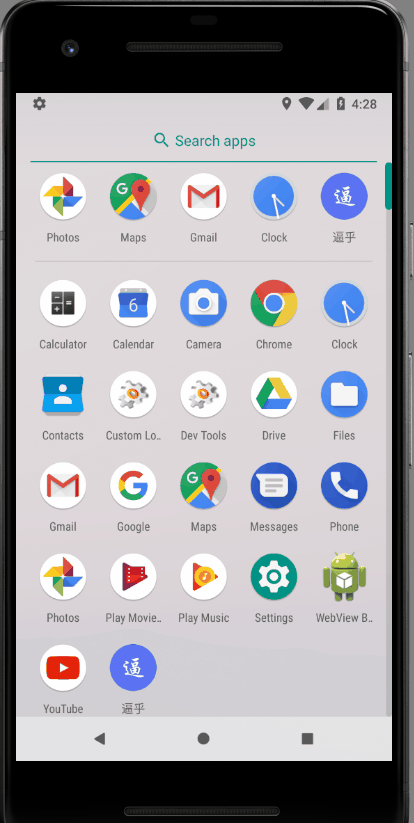 4:28
Search apps
Photos Maps Gmail Clock 逼乎
Calculator Calendar Camera Chrome Clock
Contacts Custom Lo.. Dev Tools Drive Files
Gmail Google Maps Messages Phone
Photos Play Movie.. Play Music Settings WebView B..
YouTube 逼乎